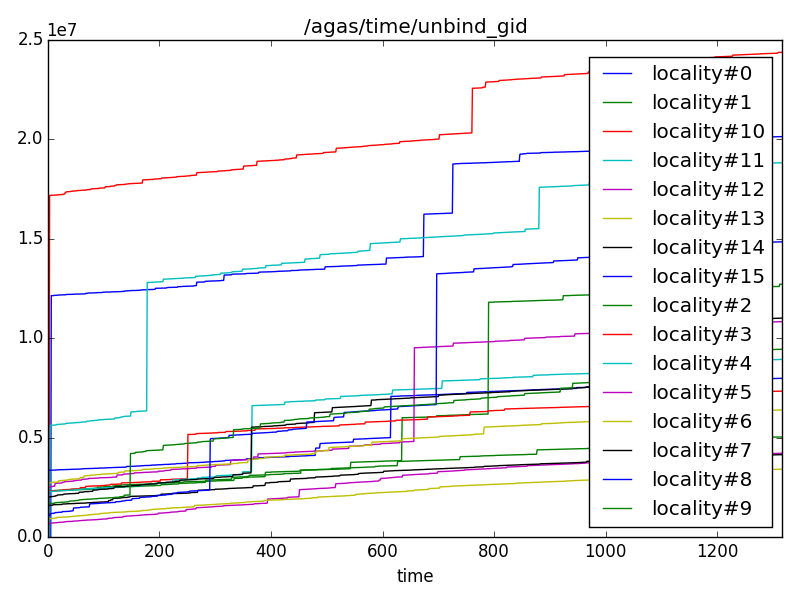 /agas/time/unbind_gid
1e7
2.5
2.0
1.5
1.0
0.5
0.0
0 200 400 600 800 1000 1200
time
locality#0
locality#1
locality#10
locality#11
locality#12
locality#13
locality#14
locality#15
locality#2
locality#3
locality#4
locality#5
locality#6
locality#7
locality#8
locality#9